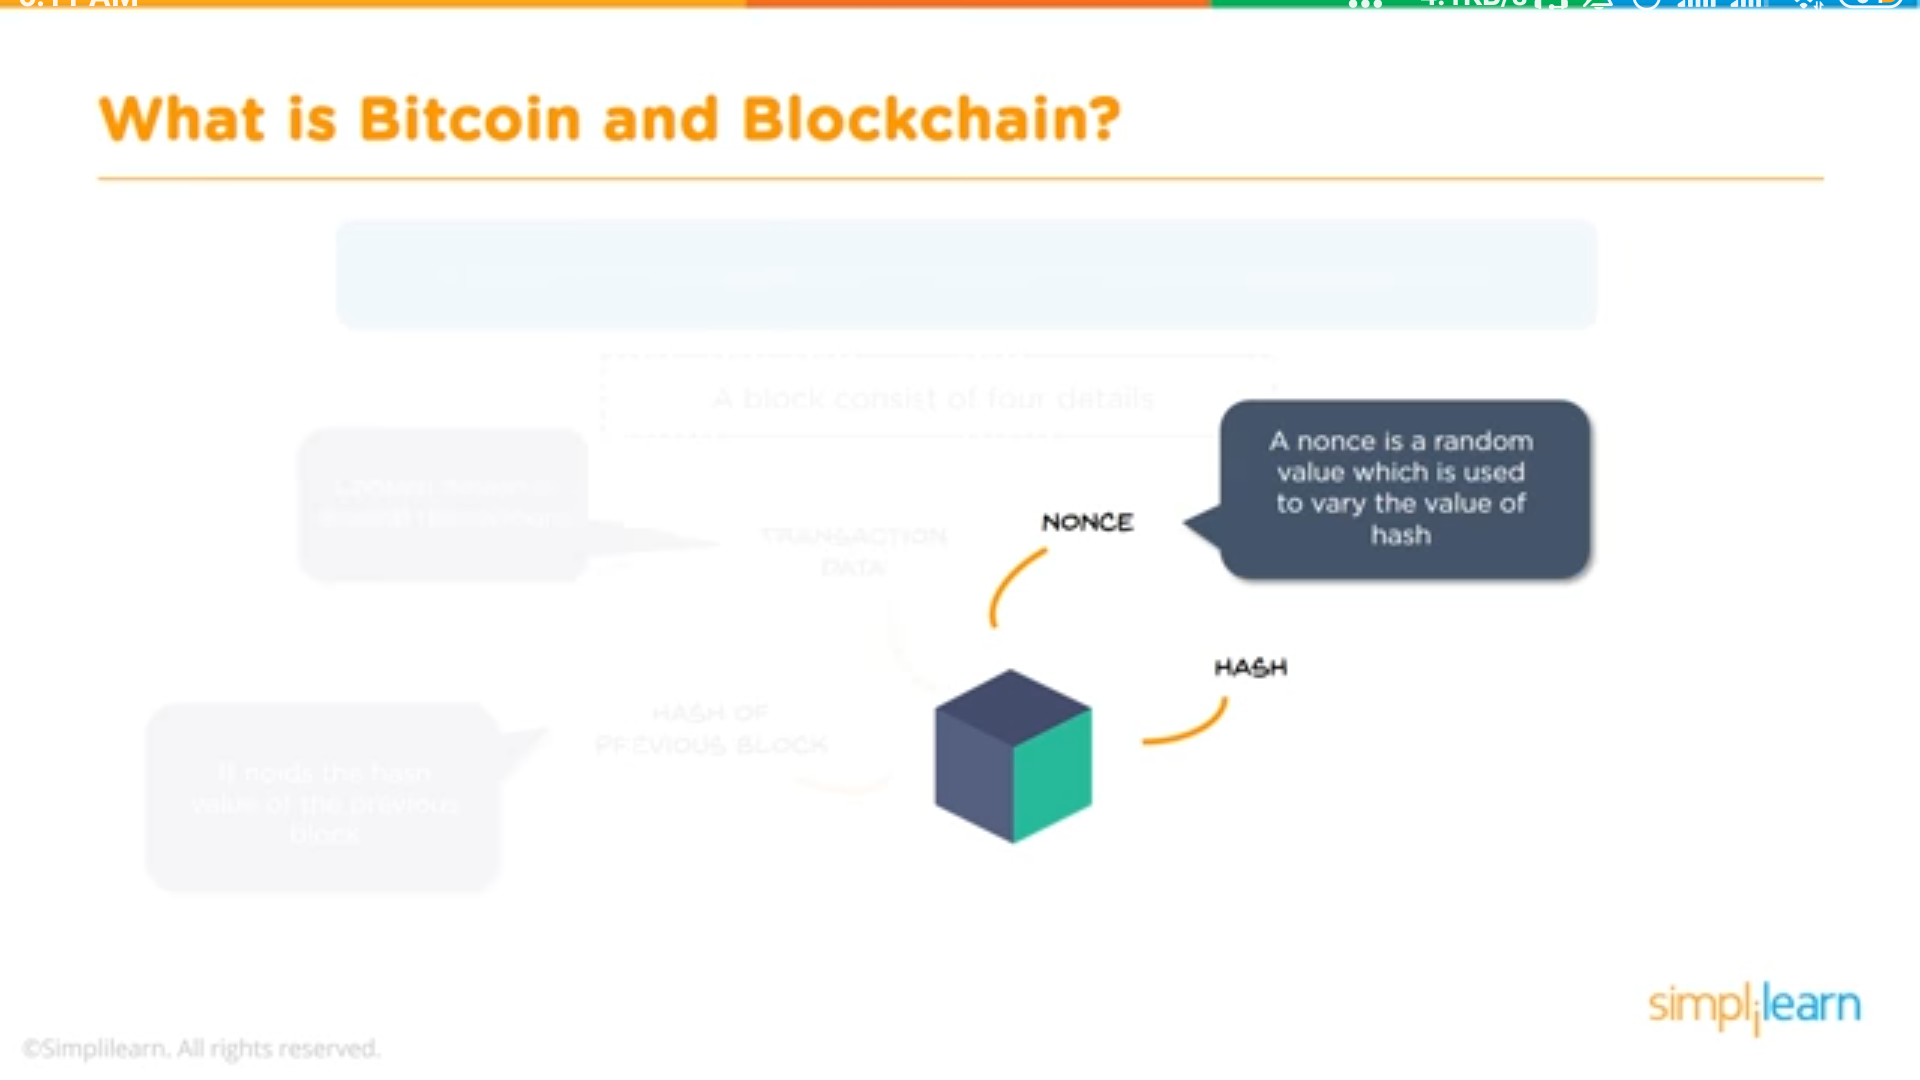 What is Bitcoin and Blockchain?
A block consist of four details
A nonce is a random
value which is used
to vary the value of
hash
NONCE
TRANSACTION
DATA
HASH
HASH OF
PREVIOUS BLOCK
It holds the hash
value of the previous
block
simplilearn
©Simplilearn. All rights reserved.